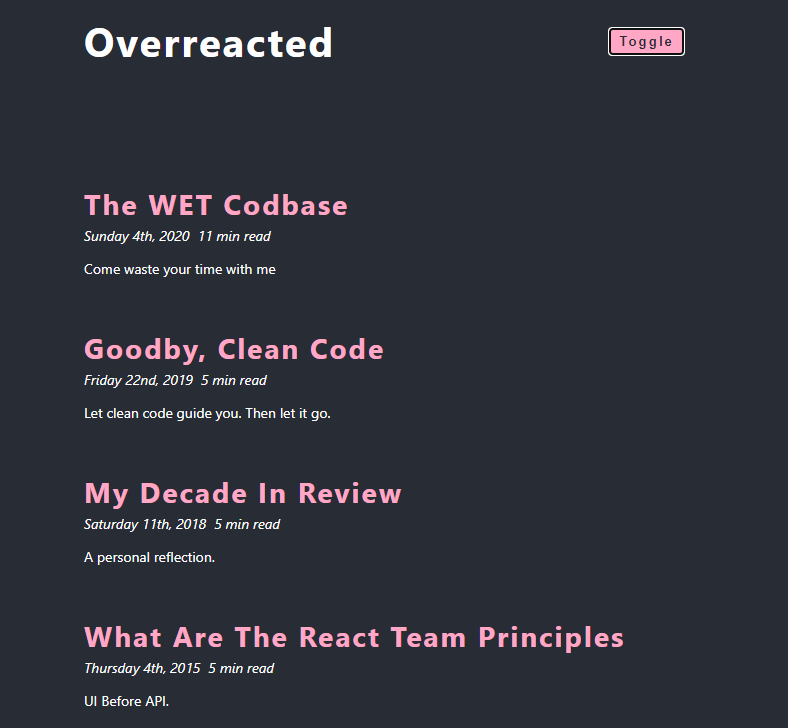 Overreacted
Toggle
The WET Codbase
Sunday 4th, 2020 11 min read
Come waste your time with me
Goodby, Clean Code
Friday 22nd, 2019 5 min read
Let clean code guide you. Then let it go.
My Decade In Review
Saturday 11th, 2018 5 min read
A personal reflection.
What Are The React Team Principles
Thursday 4th, 2015 5 min read
UI Before API.